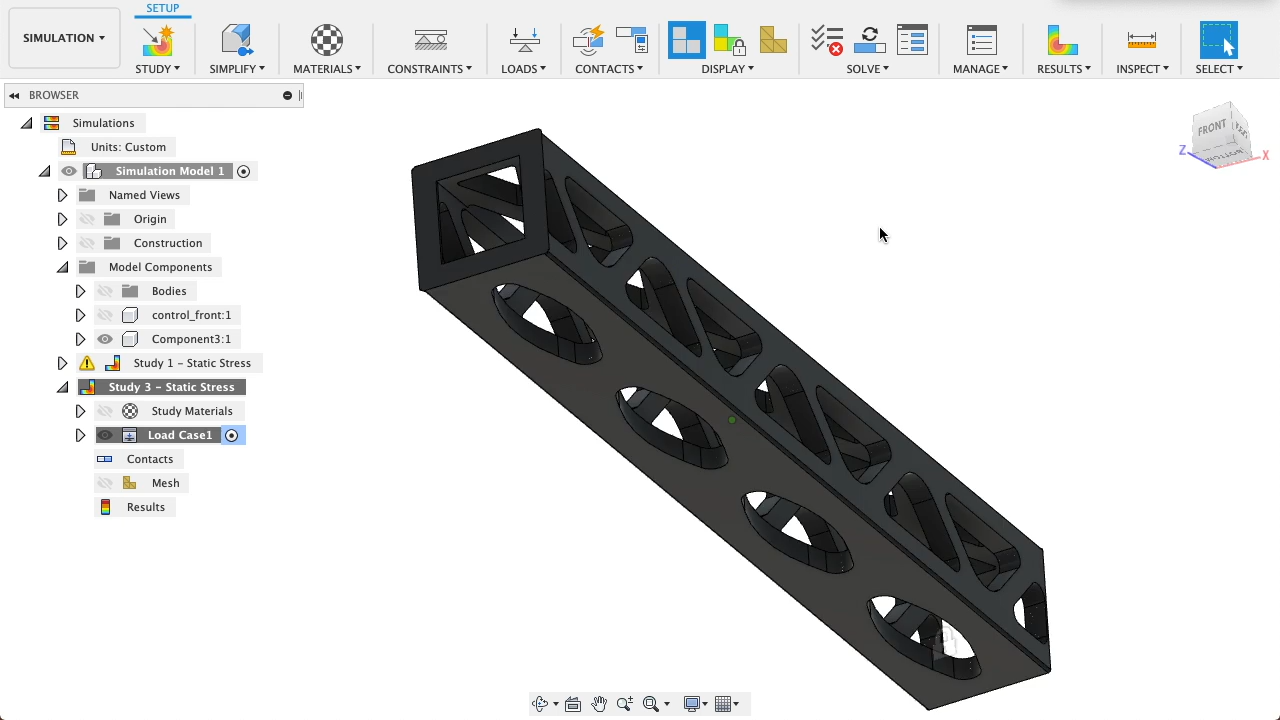 SETUP
SIMULATION
STUDY
SIMPLIFY
MATERIALS
CONSTRAINTS
LOADS
CONTACTS
DISPLAY
SOLVE
MANAGE
RESULTS
INSPECT
SELECT
BROWSER
Simulations
Units: Custom
Simulation Model 1
Named Views
Origin
Construction
Model Components
Bodies
control_front:1
Component3:1
Study 1 - Static Stress
Study 3 - Static Stress
Study Materials
Load Case1
Contacts
Mesh
Results
FRONT
BOTTOM
Z
X